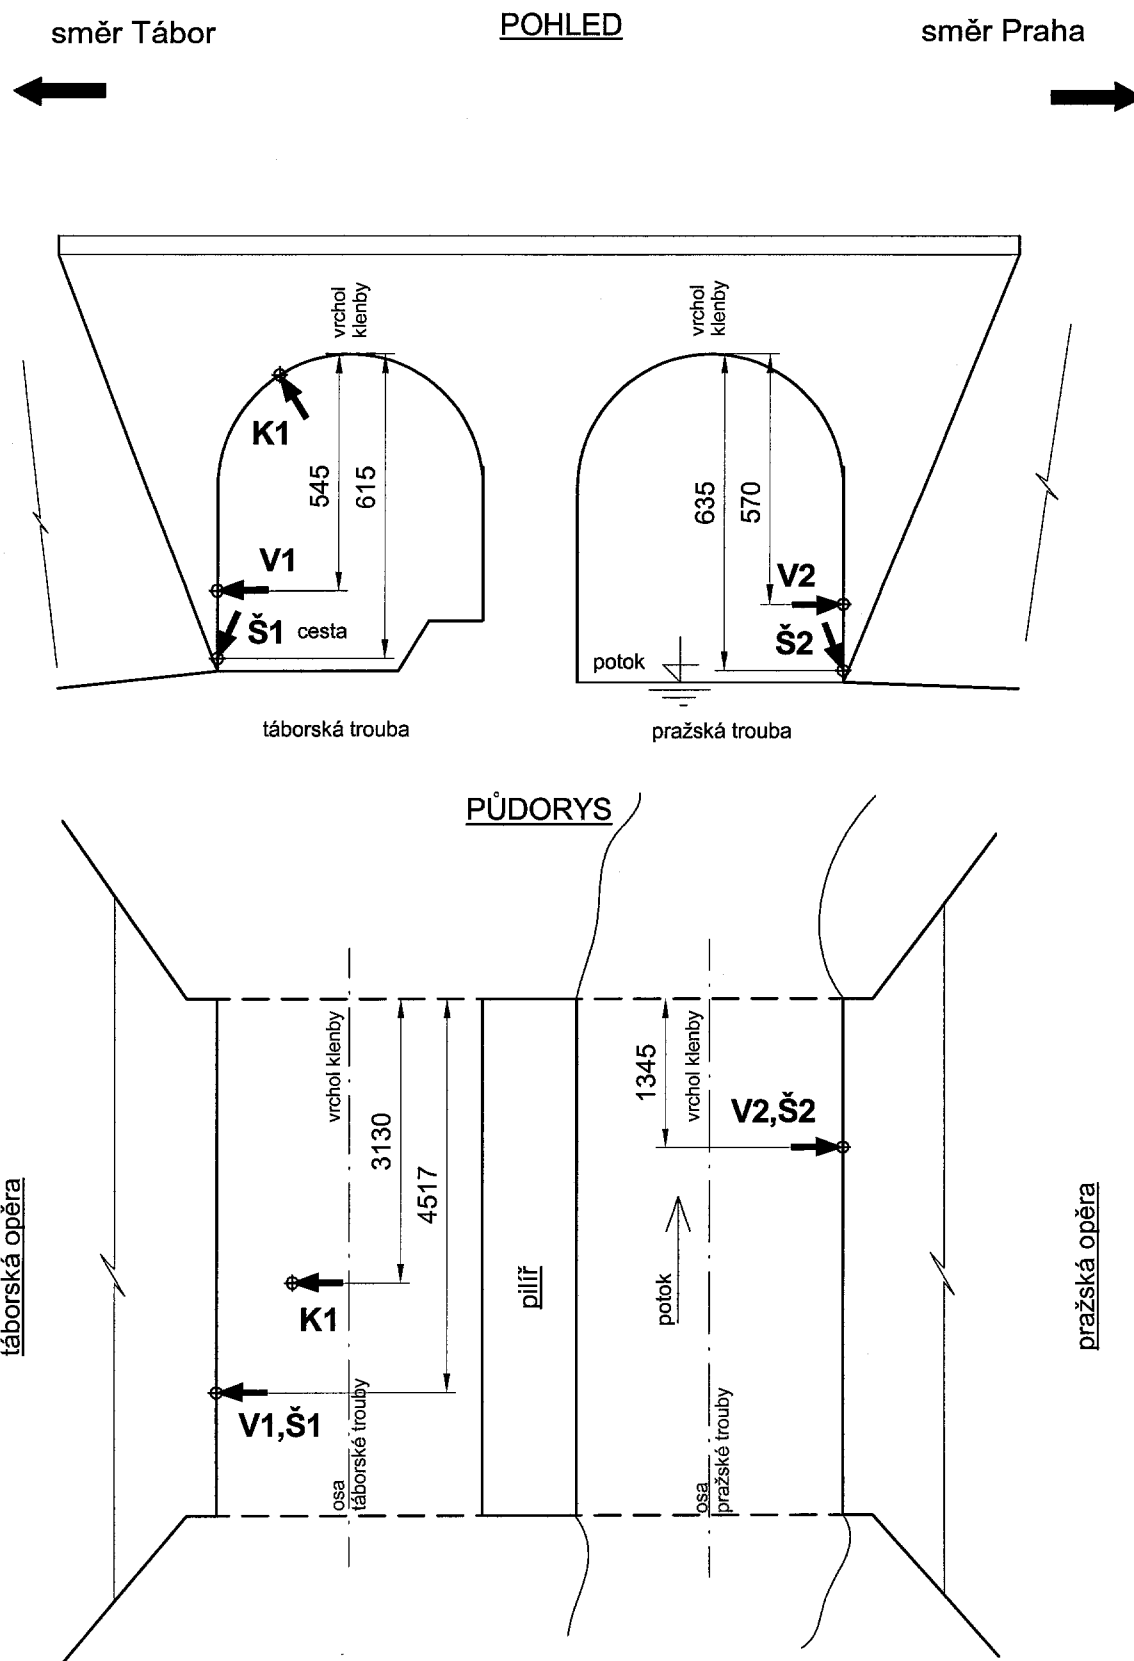 směr Tábor
POHLED
směr Praha
vrchol
klenby
vrchol
klenby
K1
545
615
635
570
V1
V2
Š1
cesta
Š2
potok
táborská trouba
pražská trouba
PŮDORYS
vrchol klenby
3130
4517
1345
vrchol klenby
V2,Š2
táborská opěra
pilíř
potok
pražská opěra
K1
V1,Š1
osa
táborské trouby
osa
pražské trouby